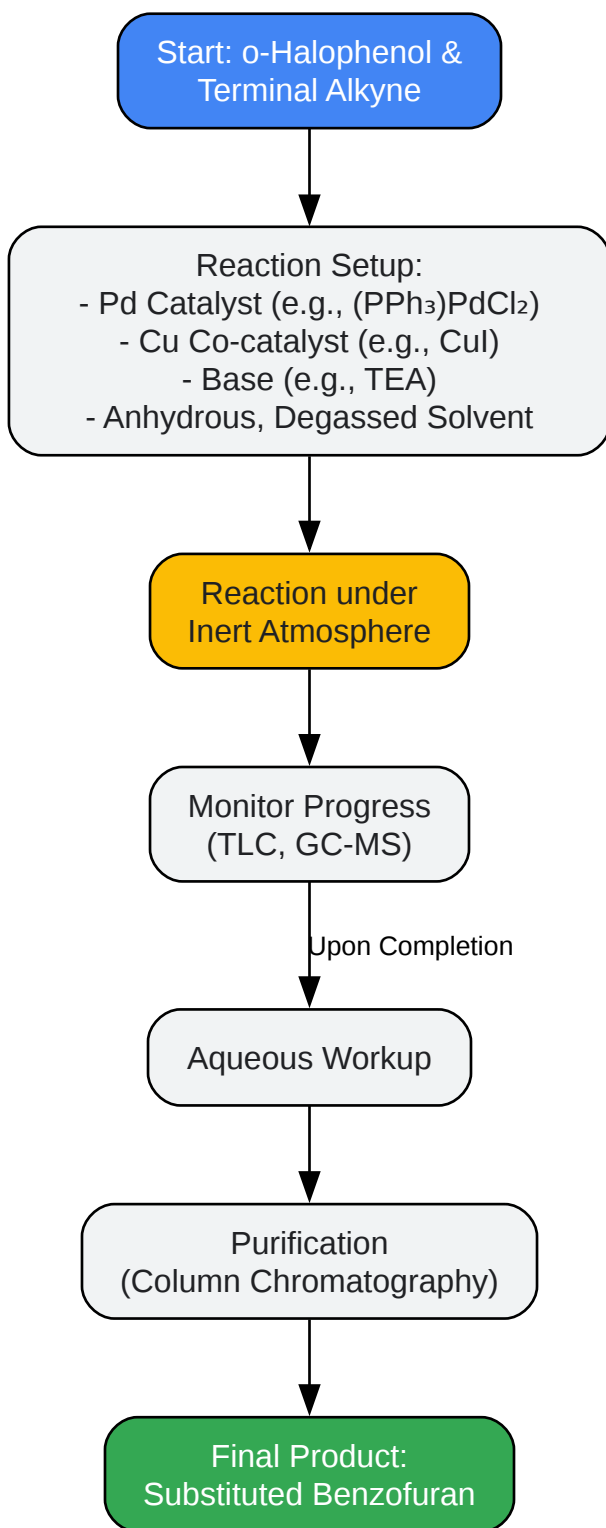 Start: o-Halophenol &
Terminal Alkyne
Reaction Setup:
- Pd Catalyst (e.g., (PPh₃)PdCl₂)
- Cu Co-catalyst (e.g., CuI)
- Base (e.g., TEA)
- Anhydrous, Degassed Solvent
Reaction under
Inert Atmosphere
Monitor Progress
(TLC, GC-MS)
Upon Completion
Aqueous Workup
Purification
(Column Chromatography)
Final Product:
Substituted Benzofuran